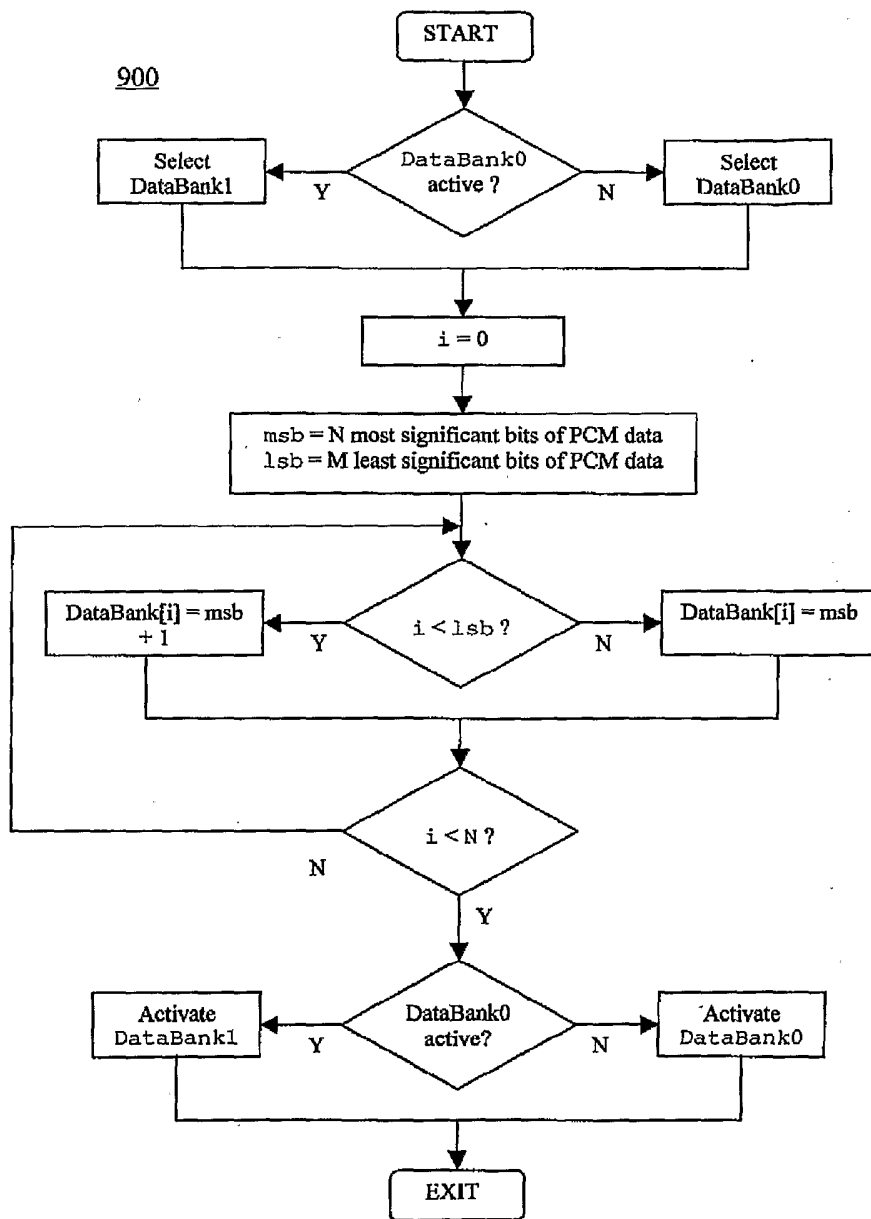 START
900
Select
DataBank1
DataBank0
active ?
Select
DataBank0
Y
N
i = 0
msb = N most significant bits of PCM data
lsb = M least significant bits of PCM data
DataBank[i] = msb
+ 1
i < lsb ?
DataBank[i] = msb
Y
N
i < N ?
N
Y
Activate
DataBank1
DataBank0
active?
Activate
DataBank0
Y
N
EXIT